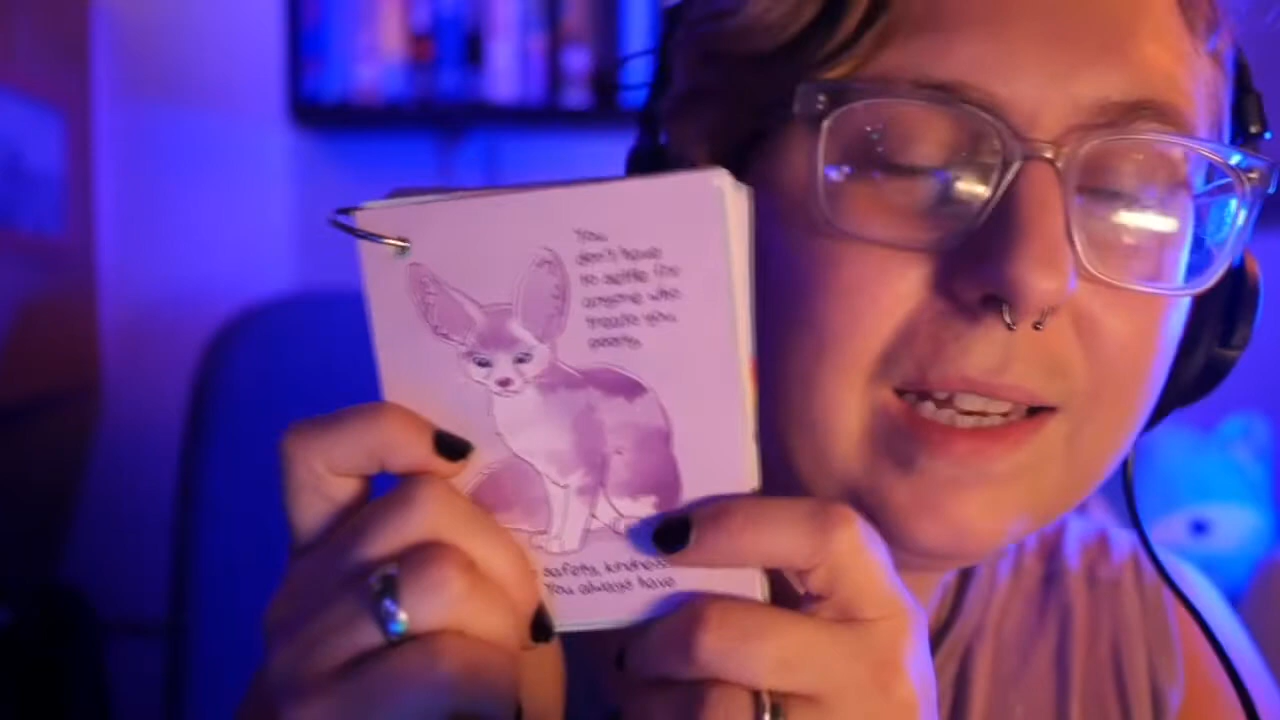 You
don't have
to settle for
anyone who
treats you
poorly.
safety, kindness
You always have